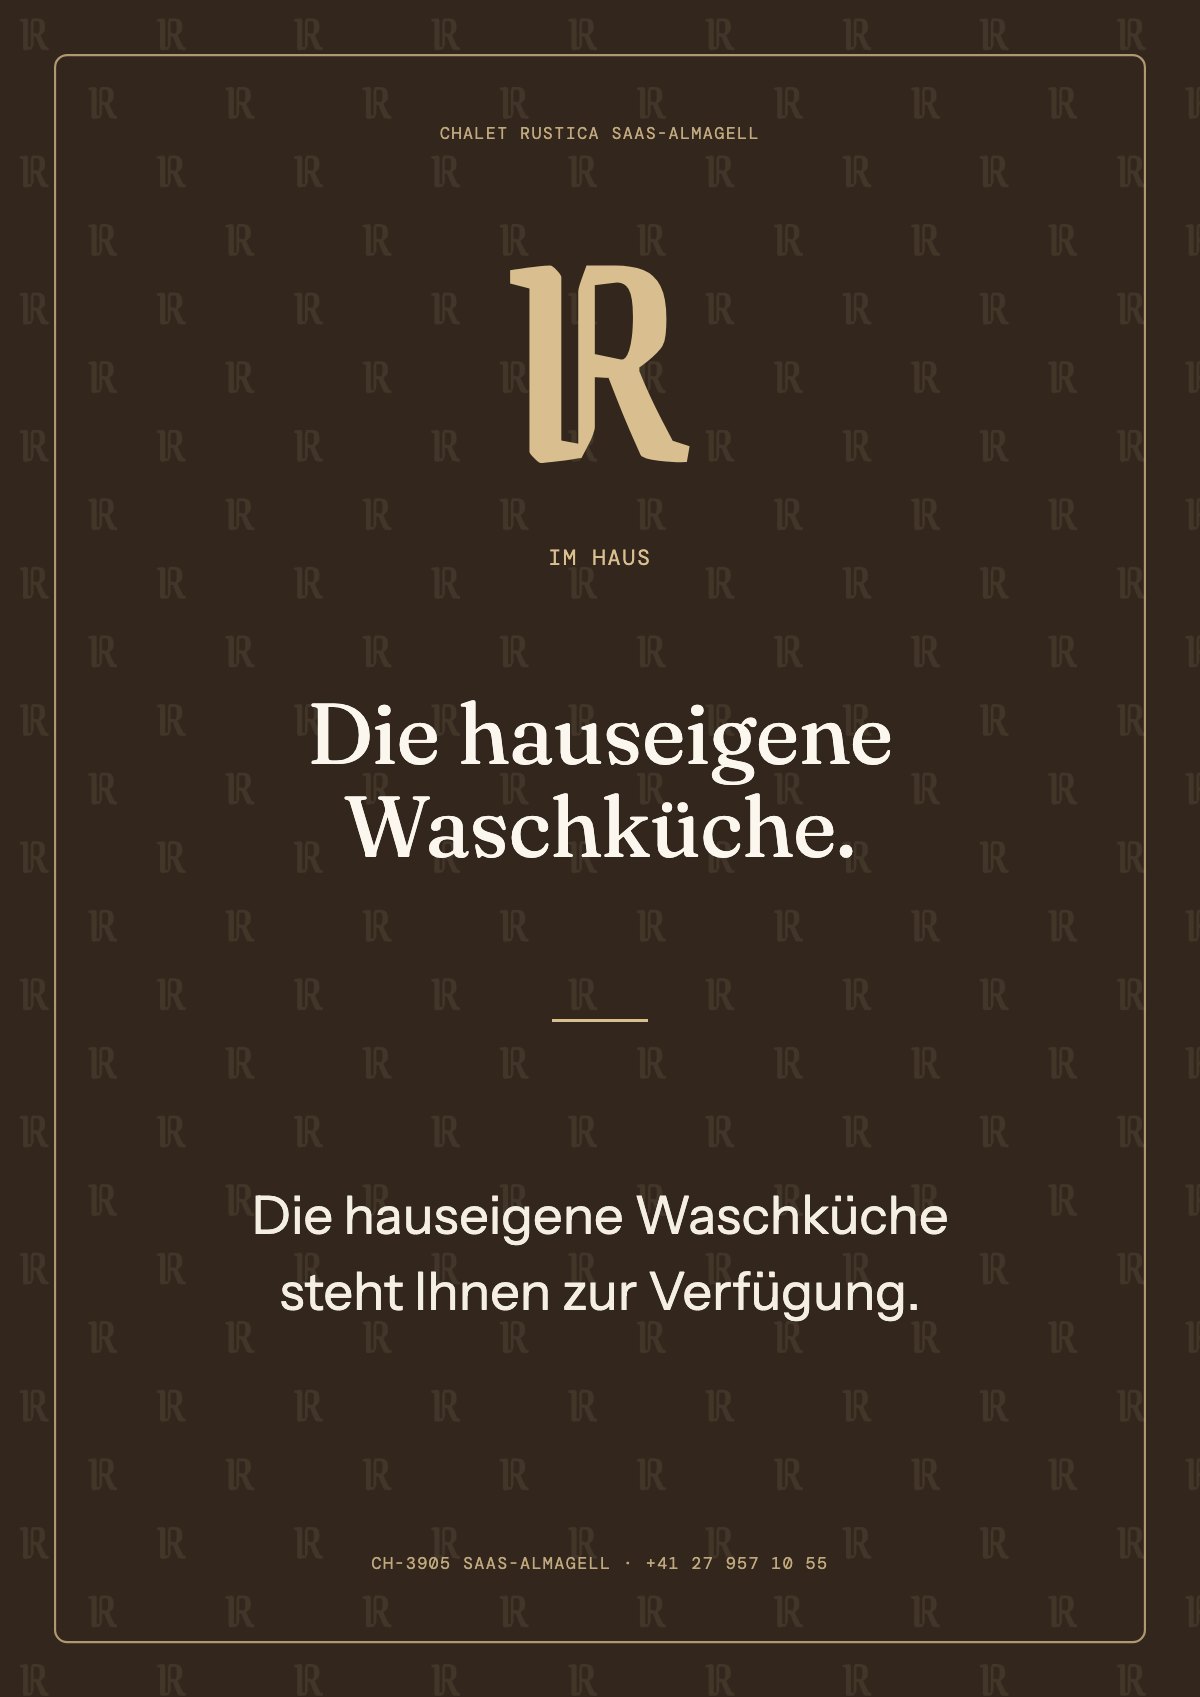 CHALET RUSTICA SAAS-ALMAGELL
R
IM HAUS
Die hauseigene
Waschküche.
Die hauseigene Waschküche
steht Ihnen zur Verfügung.
CH-3905 SAAS-ALMAGELL · +41 27 957 10 55